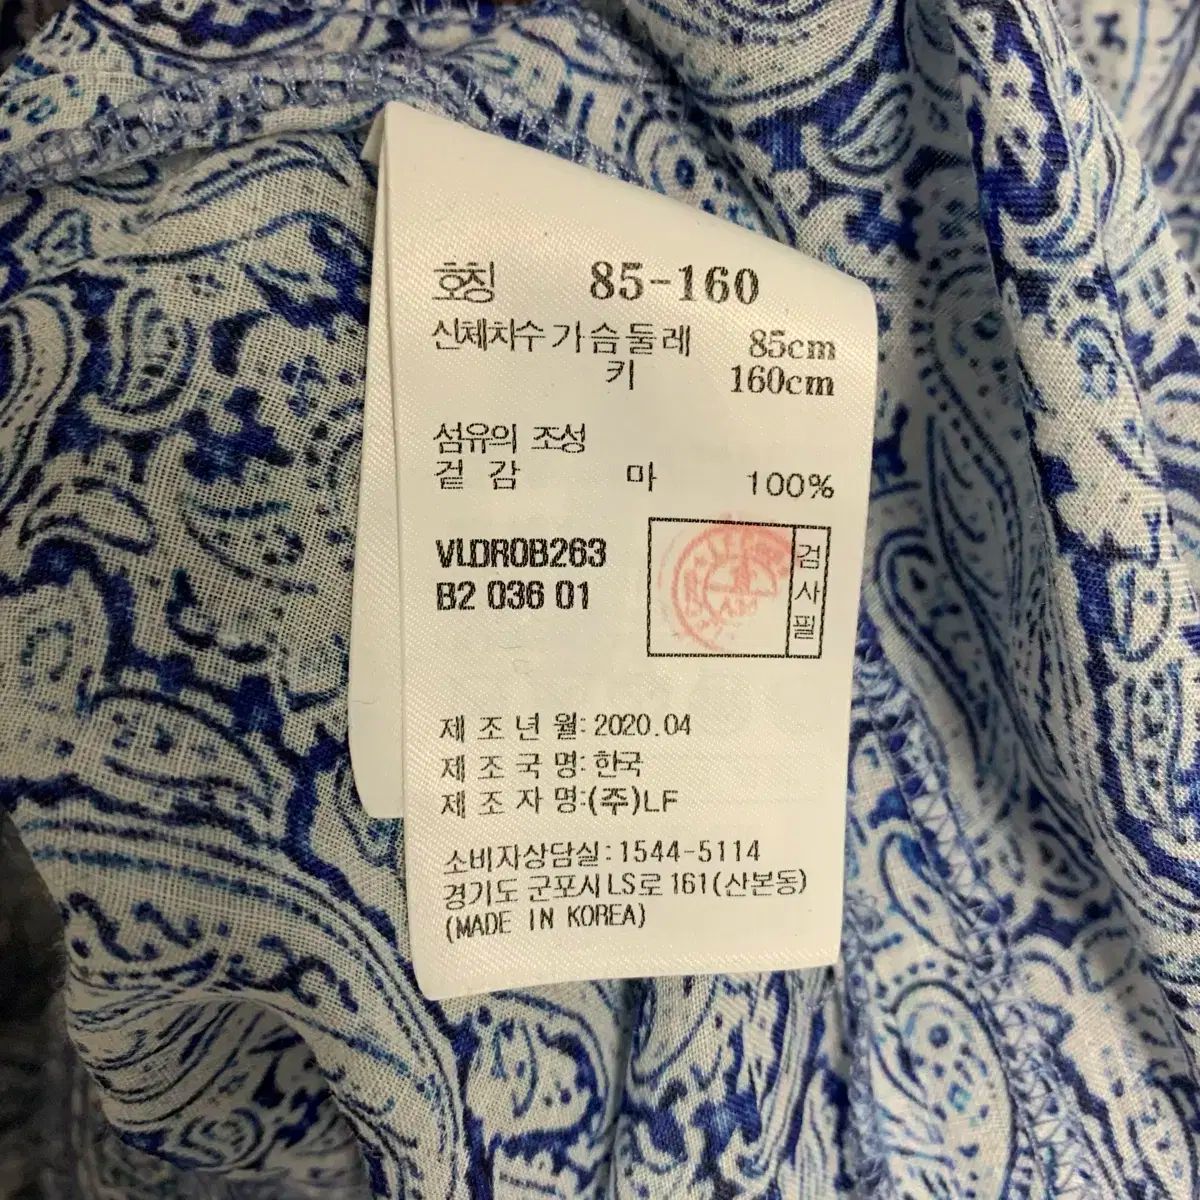 호칭 85-160
신체치수 가슴둘레 85cm
키 160cm
섬유의 조성
겉감 마 100%
VLDR0B263
B2 036 01
검사필
제조년월: 2020.04
제조국명: 한국
제조자명:(주)LF
소비자상담실:1544-5114
경기도 군포시 LS로 161(산본동)
(MADE IN KOREA)